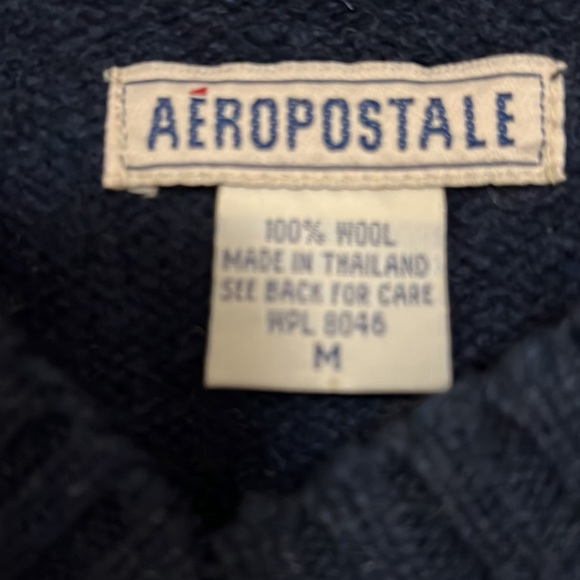 AÉROPOSTALE
100% WOOL
MADE IN THAILAND
SEE BACK FOR CARE
WPL 8046
M